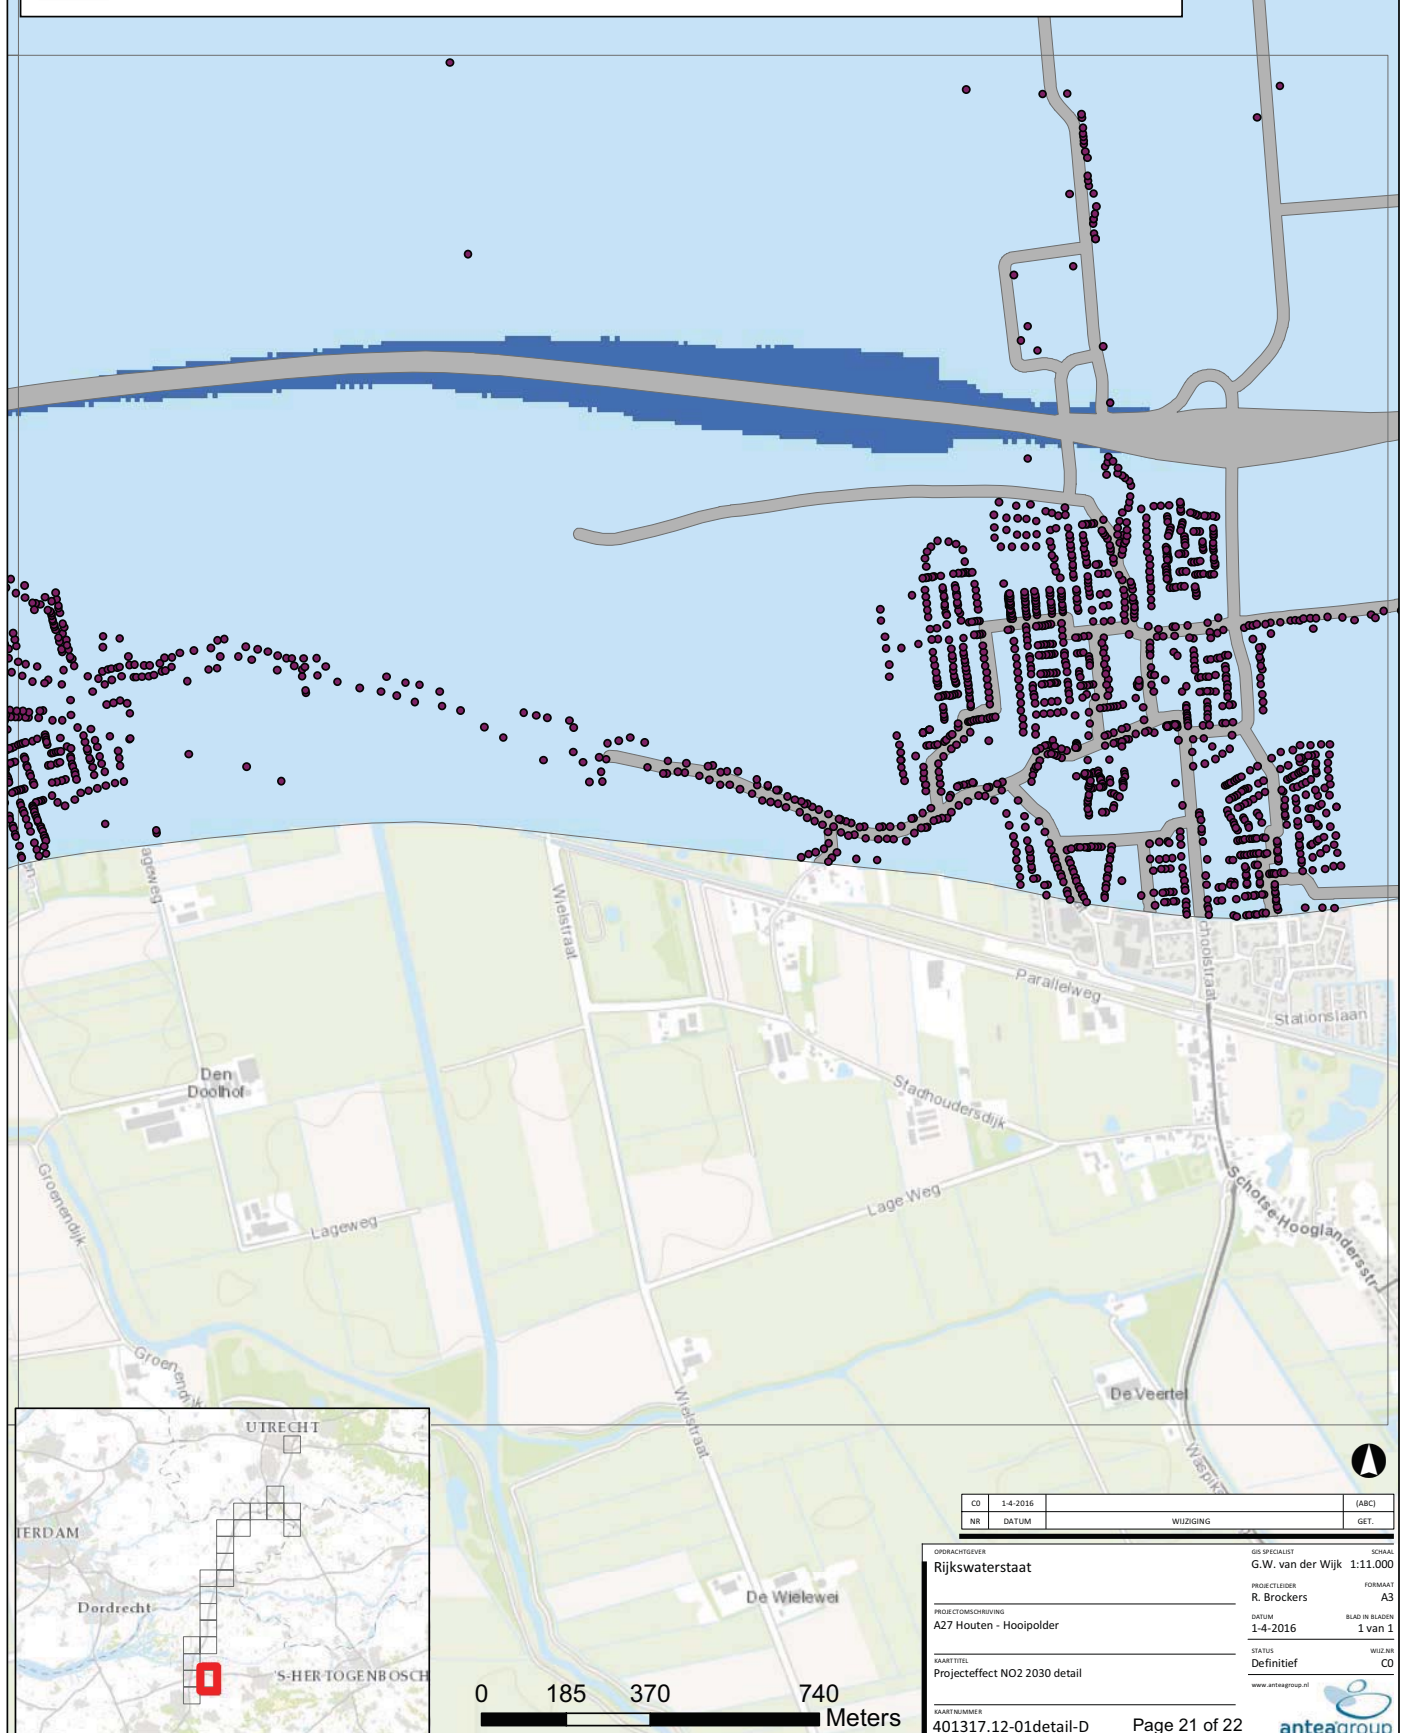 ageweg
Wielstraat
choolstraat
Parallelweg
Stationslaan
Den
Doolhof
Stadhoudersdijk
Groenendijk
Lage Weg
Schotse-Hooglandersstr.
Lageweg
Groenendijk
De Veertel
Wielstraat
Waspik
De Wielewei
UTRECHT
TERDAM
Dordrecht
'S-HERTOGENBOSCH
0 185 370 740
Meters
C0 1-4-2016 (ABC)
NR DATUM WIJZIGING GET.
OPDRACHTGEVER
Rijkswaterstaat
GIS SPECIALIST SCHAAL
G.W. van der Wijk 1:11.000
PROJECTLEIDER FORMAAT
R. Brockers A3
PROJECTOMSCHRIJVING
A27 Houten - Hooipolder
DATUM BLAD IN BLADEN
1-4-2016 1 van 1
STATUS WIJZ.NR
Definitief C0
KAARTTITEL
Projecteffect NO2 2030 detail
www.anteagroup.nl
KAARTNUMMER
401317.12-01detail-D
Page 21 of 22
anteagroup